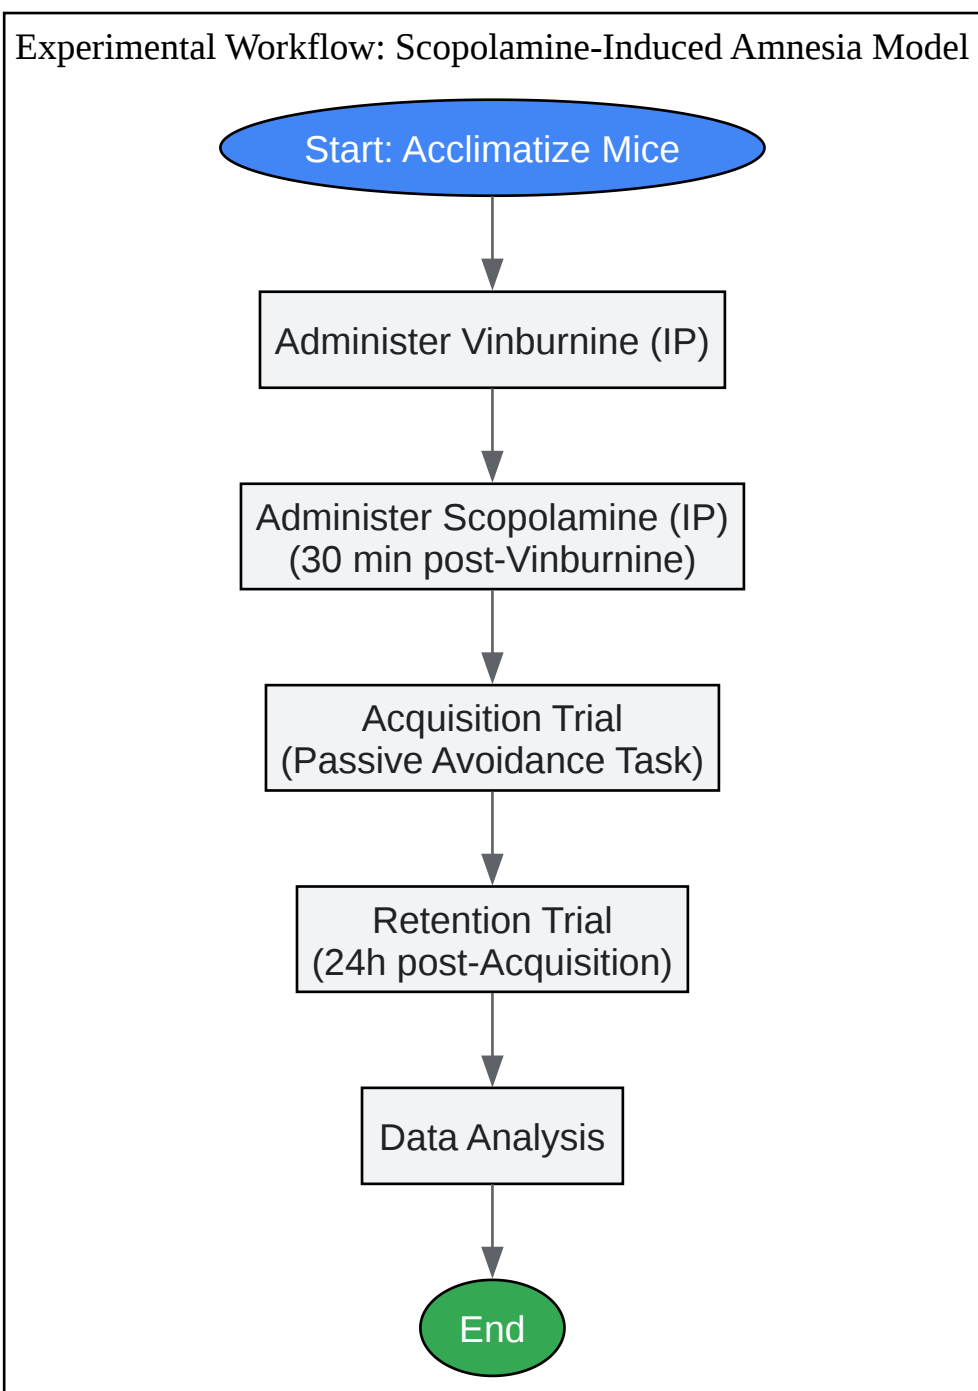 Experimental Workflow: Scopolamine-Induced Amnesia Model
Start: Acclimatize Mice
Administer Vinburnine (IP)
Administer Scopolamine (IP)
(30 min post-Vinburnine)
Acquisition Trial
(Passive Avoidance Task)
Retention Trial
(24h post-Acquisition)
Data Analysis
End